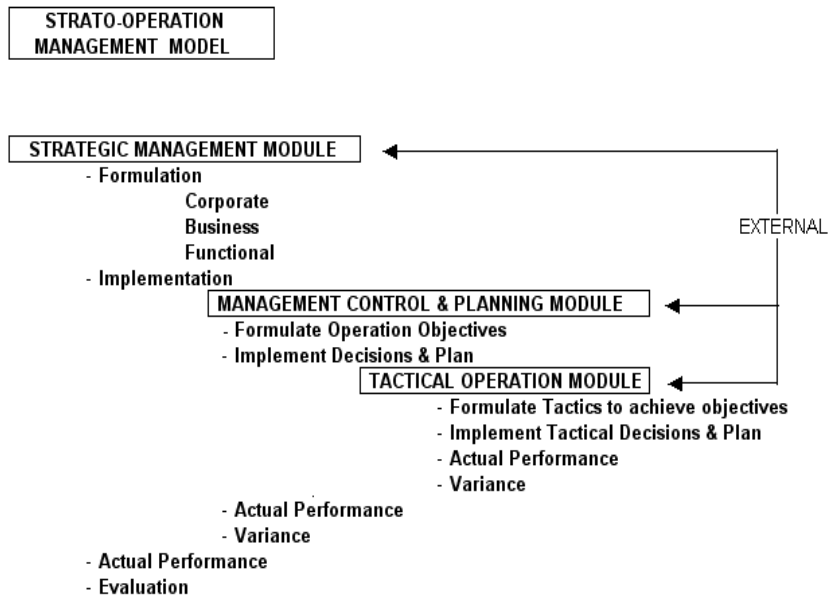 STRATO-OPERATION
MANAGEMENT MODEL
STRATEGIC MANAGEMENT MODULE
- Formulation
Corporate
Business
EXTERNAL
Functional
- Implementation
MANAGEMENT CONTROL & PLANNING MODULE
- Formulate Operation Objectives
- Implement Decisions & Plan
TACTICAL OPERATION MODULE
- Formulate Tactics to achieve objectives
- Implement Tactical Decisions & Plan
- Actual Performance
- Variance
- Actual Performance
- Variance
- Actual Performance
- Evaluation